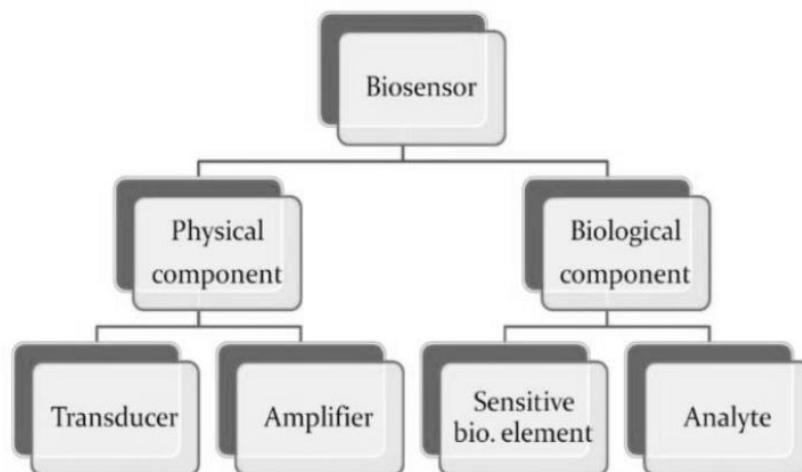 Biosensor
Physical
component
Biological
component
Transducer
Amplifier
Sensitive
bio. element
Analyte